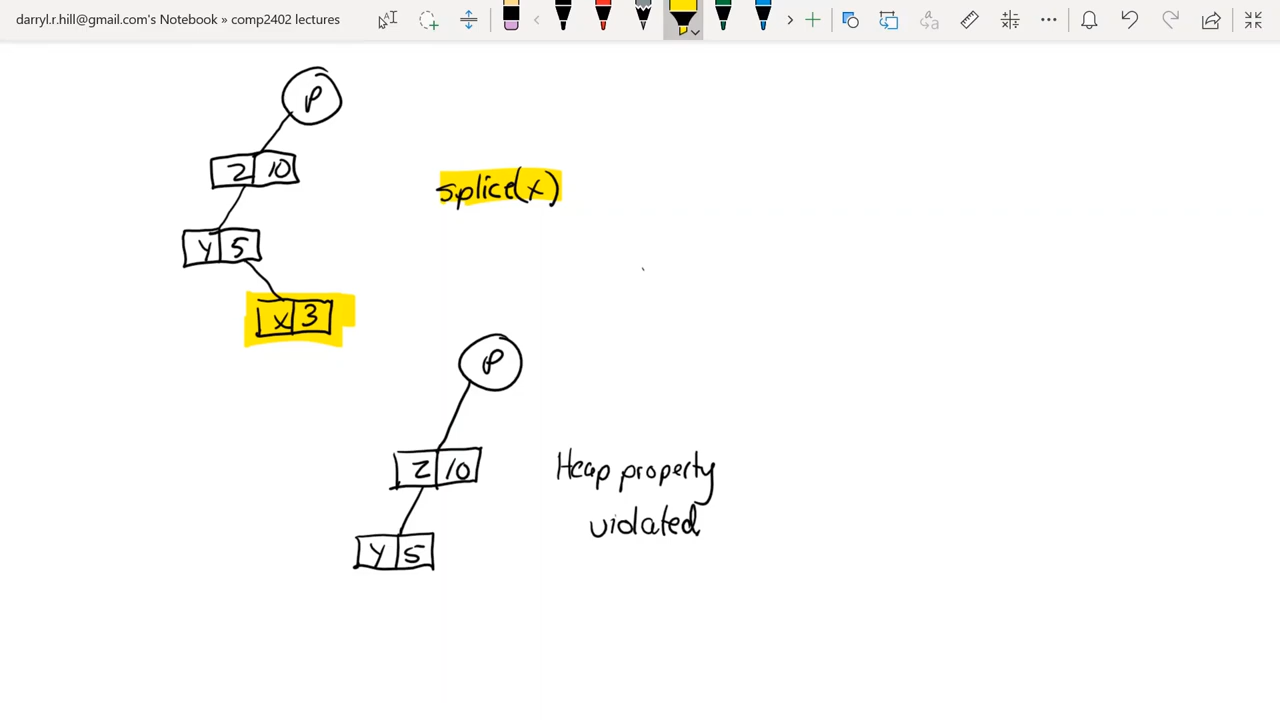 darryl.r.hill@gmail.com's Notebook » comp2402 lectures
P
z 10
splice(x)
y 5
x 3
P
z 10
Heap property
violated
y 5